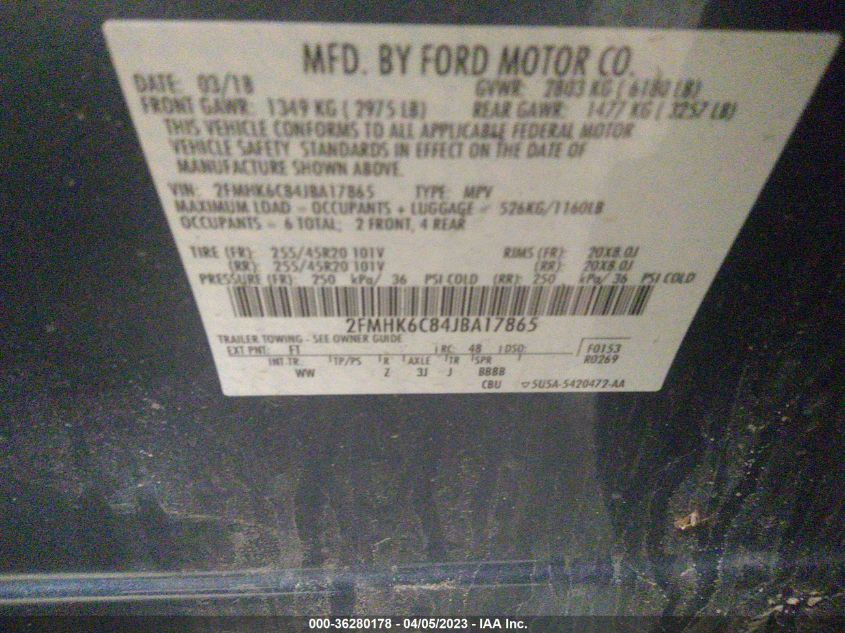 MFD. BY FORD MOTOR CO.
DATE: 03/18 GVWR: 2803 KG ( 6180 LB)
FRONT GAWR: 1349 KG ( 2975 LB) REAR GAWR: 1477 KG ( 3257 LB)
THIS VEHICLE CONFORMS TO ALL APPLICABLE FEDERAL MOTOR
VEHICLE SAFETY STANDARDS IN EFFECT ON THE DATE OF
MANUFACTURE SHOWN ABOVE.
VIN: 2FMHK6C84JBA17865 TYPE: MPV
MAXIMUM LOAD = OCCUPANTS + LUGGAGE = 526KG/1160LB
OCCUPANTS = 6 TOTAL; 2 FRONT, 4 REAR
TIRE (FR): 255/45R20 101V RIMS (FR): 20X8.0J
(RR): 255/45R20 101V (RR): 20X8.0J
PRESSURE (FR): 250 kPa/ 36 PSI COLD (RR): 250 kPa/ 36 PSI COLD
2FMHK6C84JBA17865
TRAILER TOWING - SEE OWNER GUIDE
EXT PNT: FT RC: 48 DSO: F0153
INT TR TP/PS R AXLE TR SPR R0269
WW Z 3J J BBBB
CBU ▽ 5U5A-5420472-AA
000-36280178 - 04/05/2023 - IAA Inc.